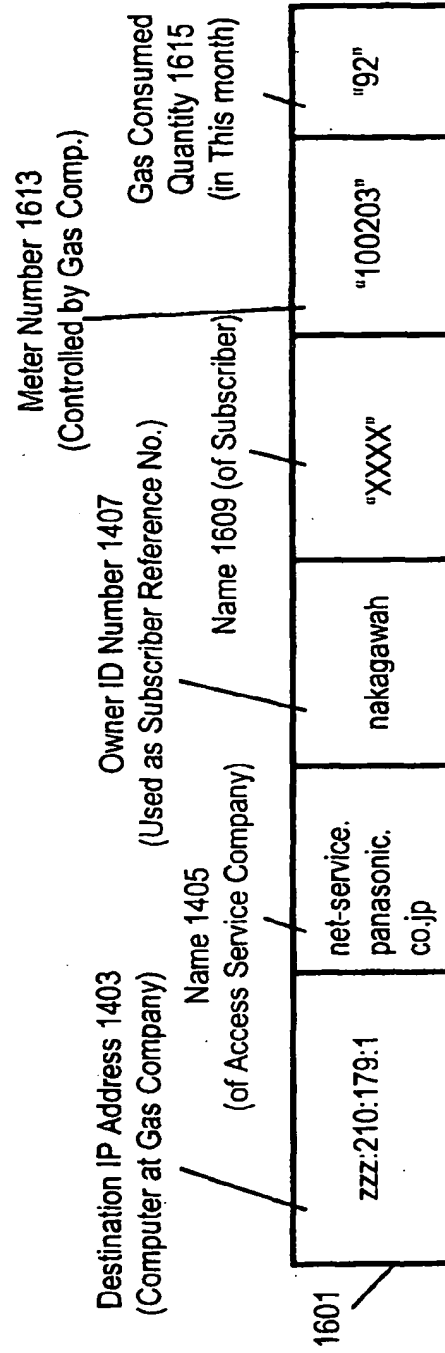 Destination IP Address 1403
(Computer at Gas Company)
Name 1405
(of Access Service Company)
Owner ID Number 1407
(Used as Subscriber Reference No.)
Name 1609 (of Subscriber)
Meter Number 1613
(Controlled by Gas Comp.)
Gas Consumed
Quantity 1615
(in This month)
1601
zzz:210:179:1
net-service.
panasonic.
co.jp
nakagawah
"XXXX"
"100203"
"92"